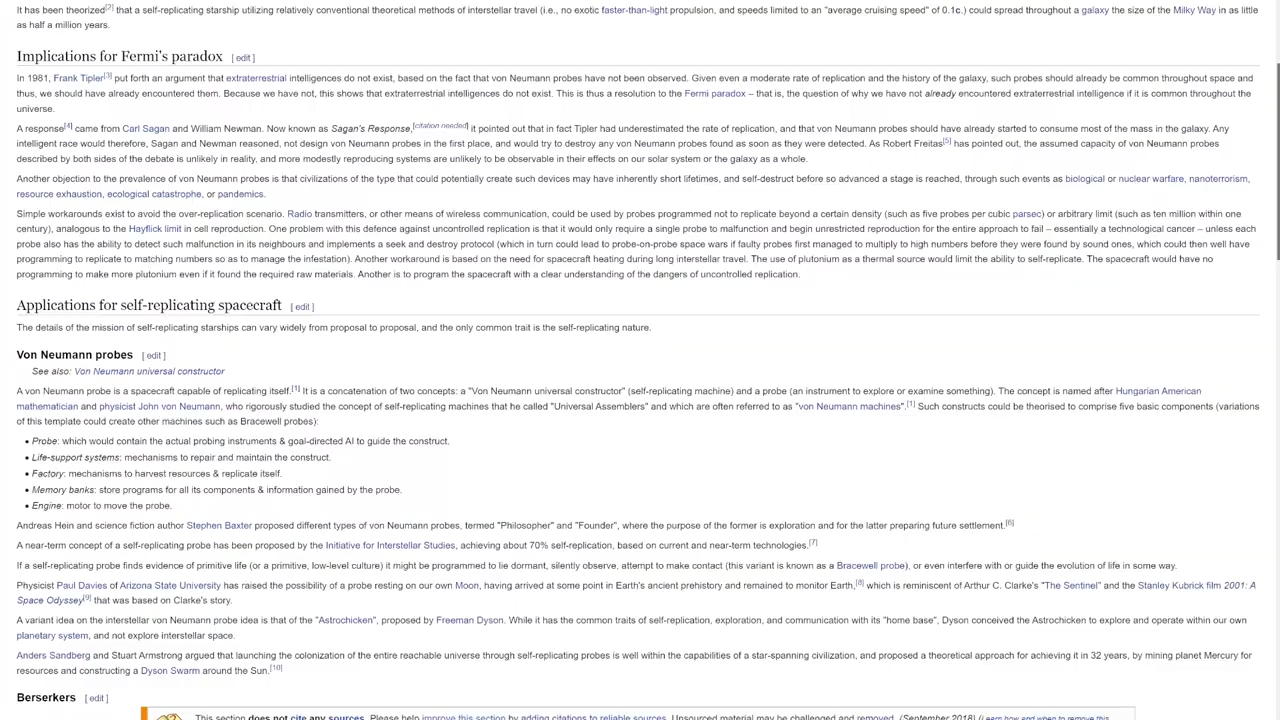 It has been theorized[2] that a self-replicating starship utilizing relatively conventional theoretical methods of interstellar travel (i.e., no exotic faster-than-light propulsion, and speeds limited to an "average cruising speed" of 0.1c.) could spread throughout a galaxy the size of the Milky Way in as little
as half a million years.
Implications for Fermi's paradox [ edit ]
In 1981, Frank Tipler[3] put forth an argument that extraterrestrial intelligences do not exist, based on the fact that von Neumann probes have not been observed. Given even a moderate rate of replication and the history of the galaxy, such probes should already be common throughout space and
thus, we should have already encountered them. Because we have not, this shows that extraterrestrial intelligences do not exist. This is thus a resolution to the Fermi paradox – that is, the question of why we have not already encountered extraterrestrial intelligence if it is common throughout the
universe.
A response[4] came from Carl Sagan and William Newman. Now known as Sagan's Response,[citation needed] it pointed out that in fact Tipler had underestimated the rate of replication, and that von Neumann probes should have already started to consume most of the mass in the galaxy. Any
intelligent race would therefore, Sagan and Newman reasoned, not design von Neumann probes in the first place, and would try to destroy any von Neumann probes found as soon as they were detected. As Robert Freitas[5] has pointed out, the assumed capacity of von Neumann probes
described by both sides of the debate is unlikely in reality, and more modestly reproducing systems are unlikely to be observable in their effects on our solar system or the galaxy as a whole.
Another objection to the prevalence of von Neumann probes is that civilizations of the type that could potentially create such devices may have inherently short lifetimes, and self-destruct before so advanced a stage is reached, through such events as biological or nuclear warfare, nanoterrorism,
resource exhaustion, ecological catastrophe, or pandemics.
Simple workarounds exist to avoid the over-replication scenario. Radio transmitters, or other means of wireless communication, could be used by probes programmed not to replicate beyond a certain density (such as five probes per cubic parsec) or arbitrary limit (such as ten million within one
century), analogous to the Hayflick limit in cell reproduction. One problem with this defence against uncontrolled replication is that it would only require a single probe to malfunction and begin unrestricted reproduction for the entire approach to fail – essentially a technological cancer – unless each
probe also has the ability to detect such malfunction in its neighbours and implements a seek and destroy protocol (which in turn could lead to probe-on-probe space wars if faulty probes first managed to multiply to high numbers before they were found by sound ones, which could then well have
programming to replicate to matching numbers so as to manage the infestation). Another workaround is based on the need for spacecraft heating during long interstellar travel. The use of plutonium as a thermal source would limit the ability to self-replicate. The spacecraft would have no
programming to make more plutonium even if it found the required raw materials. Another is to program the spacecraft with a clear understanding of the dangers of uncontrolled replication.
Applications for self-replicating spacecraft [ edit ]
The details of the mission of self-replicating starships can vary widely from proposal to proposal, and the only common trait is the self-replicating nature.
Von Neumann probes [ edit ]
See also: Von Neumann universal constructor
A von Neumann probe is a spacecraft capable of replicating itself.[1] It is a concatenation of two concepts: a "Von Neumann universal constructor" (self-replicating machine) and a probe (an instrument to explore or examine something). The concept is named after Hungarian American
mathematician and physicist John von Neumann, who rigorously studied the concept of self-replicating machines that he called "Universal Assemblers" and which are often referred to as "von Neumann machines".[1] Such constructs could be theorised to comprise five basic components (variations
of this template could create other machines such as Bracewell probes):
• Probe: which would contain the actual probing instruments & goal-directed AI to guide the construct.
• Life-support systems: mechanisms to repair and maintain the construct.
• Factory: mechanisms to harvest resources & replicate itself.
• Memory banks: store programs for all its components & information gained by the probe.
• Engine: motor to move the probe.
Andreas Hein and science fiction author Stephen Baxter proposed different types of von Neumann probes, termed "Philosopher" and "Founder", where the purpose of the former is exploration and for the latter preparing future settlement.[6]
A near-term concept of a self-replicating probe has been proposed by the Initiative for Interstellar Studies, achieving about 70% self-replication, based on current and near-term technologies.[7]
If a self-replicating probe finds evidence of primitive life (or a primitive, low-level culture) it might be programmed to lie dormant, silently observe, attempt to make contact (this variant is known as a Bracewell probe), or even interfere with or guide the evolution of life in some way.
Physicist Paul Davies of Arizona State University has raised the possibility of a probe resting on our own Moon, having arrived at some point in Earth's ancient prehistory and remained to monitor Earth,[8] which is reminiscent of Arthur C. Clarke's "The Sentinel" and the Stanley Kubrick film 2001: A
Space Odyssey[9] that was based on Clarke's story.
A variant idea on the interstellar von Neumann probe idea is that of the "Astrochicken", proposed by Freeman Dyson. While it has the common traits of self-replication, exploration, and communication with its "home base", Dyson conceived the Astrochicken to explore and operate within our own
planetary system, and not explore interstellar space.
Anders Sandberg and Stuart Armstrong argued that launching the colonization of the entire reachable universe through self-replicating probes is well within the capabilities of a star-spanning civilization, and proposed a theoretical approach for achieving it in 32 years, by mining planet Mercury for
resources and constructing a Dyson Swarm around the Sun.[10]
Berserkers [ edit ]
This section does not cite any sources. Please help improve this section by adding citations to reliable sources. Unsourced material may be challenged and removed. (September 2018) (Learn how and when to remove this